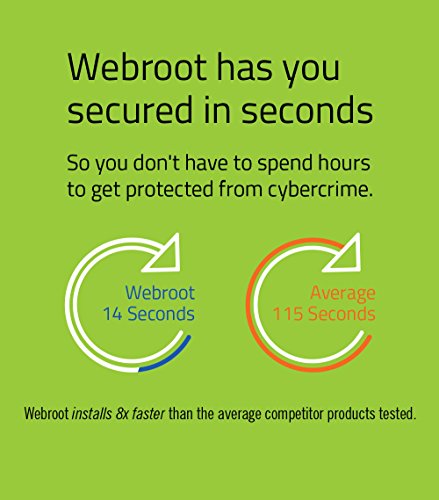 Webroot has you
secured in seconds
So you don't have to spend hours
to get protected from cybercrime.
Webroot
14 Seconds
Average
115 Seconds
Webroot installs 8x faster than the average competitor products tested.